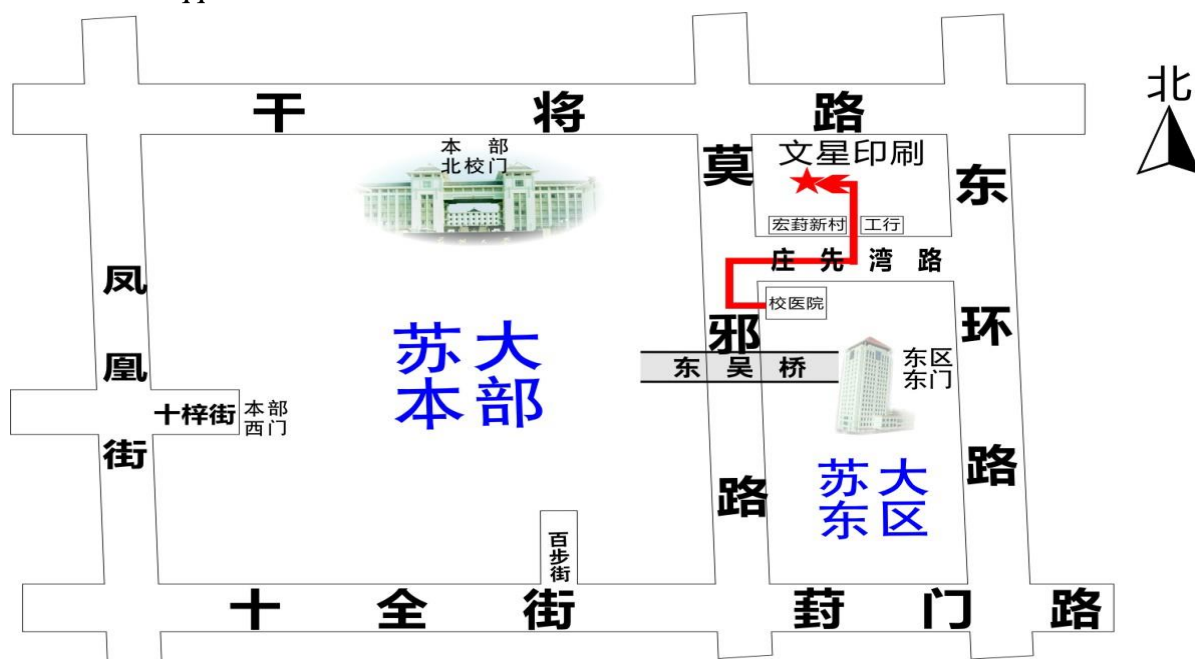 北
干将路
本部
北校门
文星印刷
莫邪路
东环路
宏葑新村
工行
庄先湾路
校医院
凤凰街
苏大
本部
东吴桥
东区
东门
十梓街
本部
西门
苏大
东区
百步街
十全街
葑门路